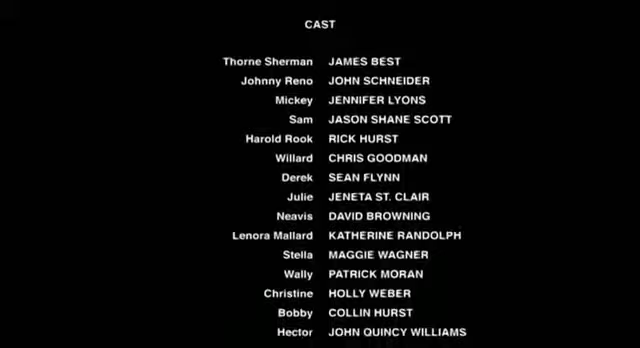 CAST
Thorne Sherman JAMES BEST
Johnny Reno JOHN SCHNEIDER
Mickey JENNIFER LYONS
Sam JASON SHANE SCOTT
Harold Rook RICK HURST
Willard CHRIS GOODMAN
Derek SEAN FLYNN
Julie JENETA ST. CLAIR
Neavis DAVID BROWNING
Lenora Mallard KATHERINE RANDOLPH
Stella MAGGIE WAGNER
Wally PATRICK MORAN
Christine HOLLY WEBER
Bobby COLLIN HURST
Hector JOHN QUINCY WILLIAMS